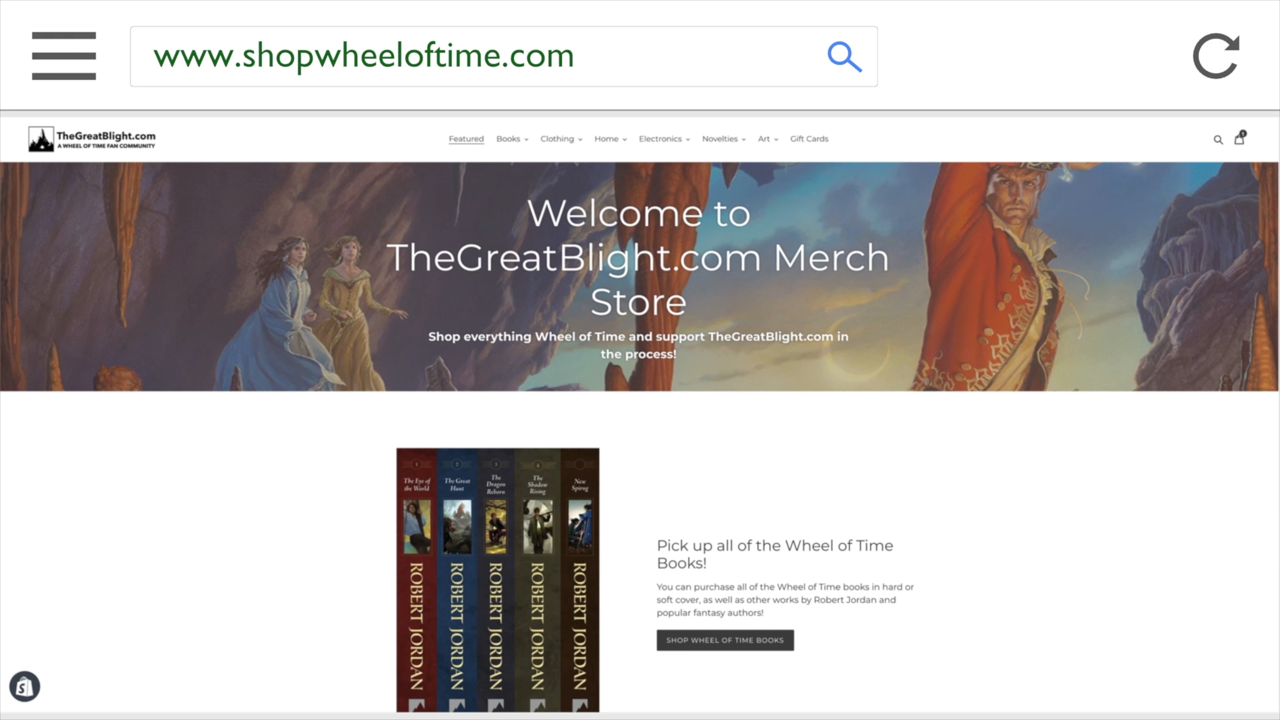 www.shopwheeloftime.com
TheGreatBlight.com
A WHEEL OF TIME FAN COMMUNITY
Featured Books Clothing Home Electronics Novelties Art Gift Cards
Welcome to
TheGreatBlight.com Merch
Store
Shop everything Wheel of Time and support TheGreatBlight.com in
the process!
1 2 3 4
The Eye of
the World
The Great
Hunt
The
Dragon
Reborn
The
Shadow
Rising
New
Spring
ROBERT JORDAN
ROBERT JORDAN
ROBERT JORDAN
ROBERT JORDAN
ROBERT JORDAN
Pick up all of the Wheel of Time
Books!
You can purchase all of the Wheel of Time books in hard or
soft cover, as well as other works by Robert Jordan and
popular fantasy authors!
SHOP WHEEL OF TIME BOOKS